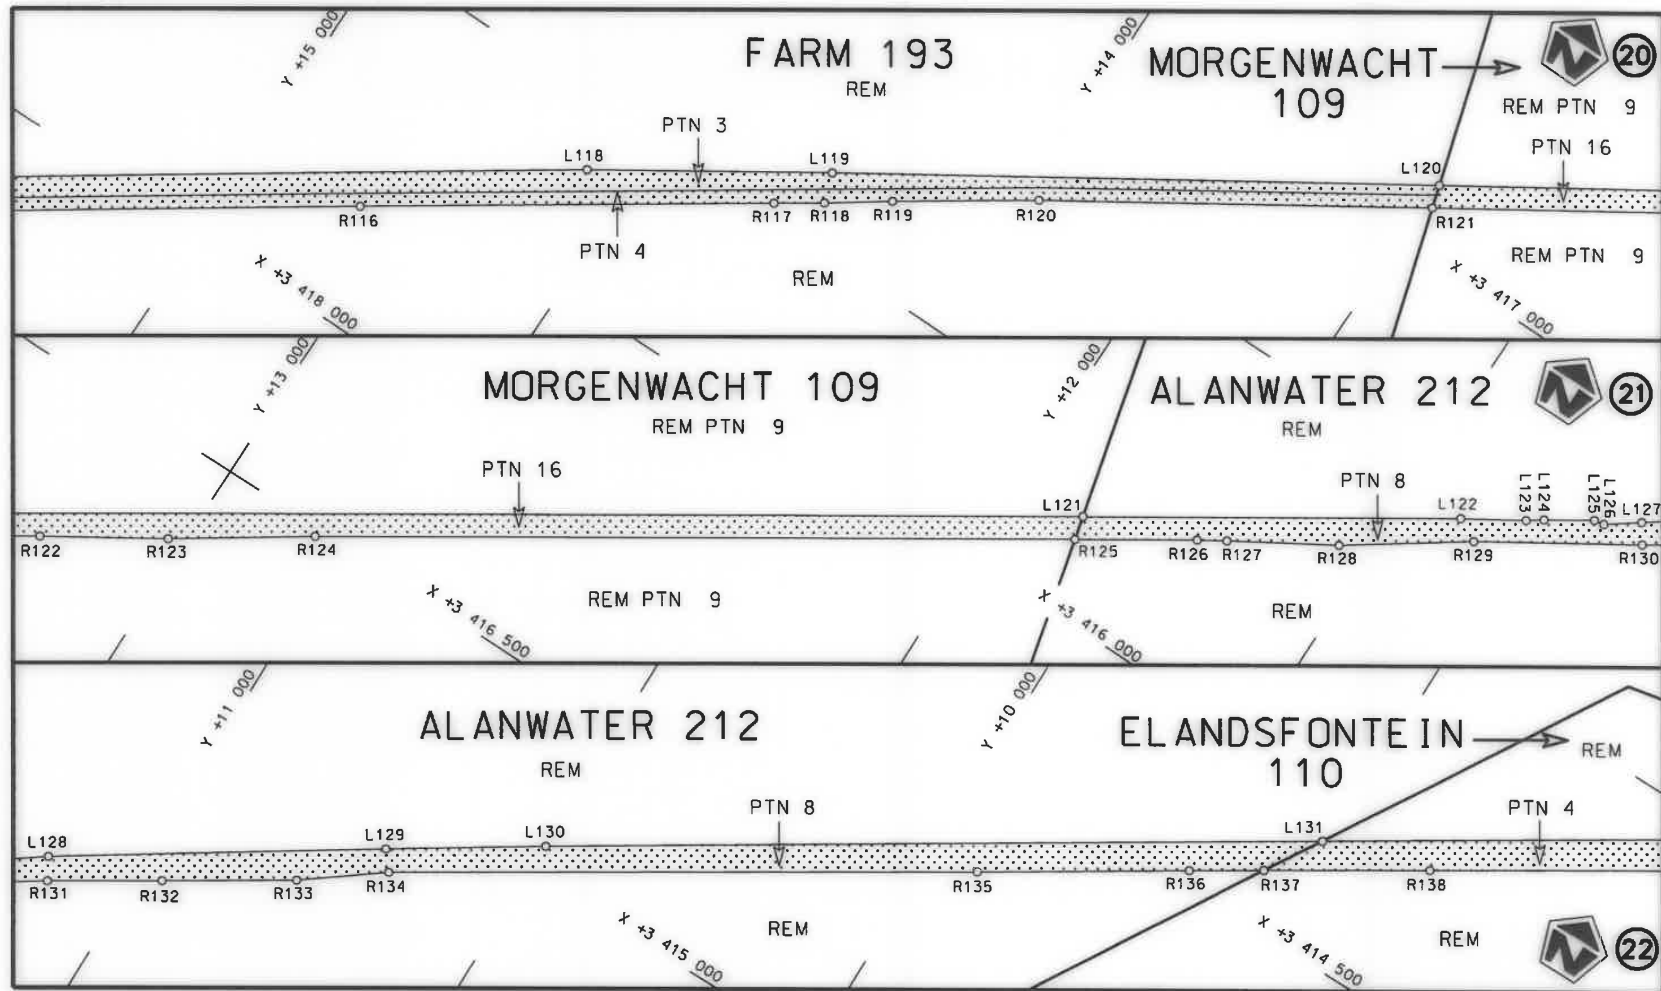 Y +15 000
FARM 193
REM
Y +14 000
MORGENWACHT
109
20
REM PTN 9
PTN 3
PTN 16
L118
L119
L120
R116
R117
R118
R119
R120
R121
PTN 4
REM
REM PTN 9
X +3 418 000
X +3 417 000
Y +13 000
MORGENWACHT 109
REM PTN 9
Y +12 000
ALANWATER 212
REM
21
PTN 16
PTN 8
L121
L122
L123
L124
L125
L126
L127
R122
R123
R124
R125
R126
R127
R128
R129
R130
X +3 416 500
REM PTN 9
X +3 416 000
REM
Y +11 000
ALANWATER 212
REM
Y +10 000
ELANDSFONTEIN
110
REM
PTN 8
PTN 4
L128
L129
L130
L131
R131
R132
R133
R134
R135
R136
R137
R138
X +3 415 000
REM
X +3 414 500
REM
22